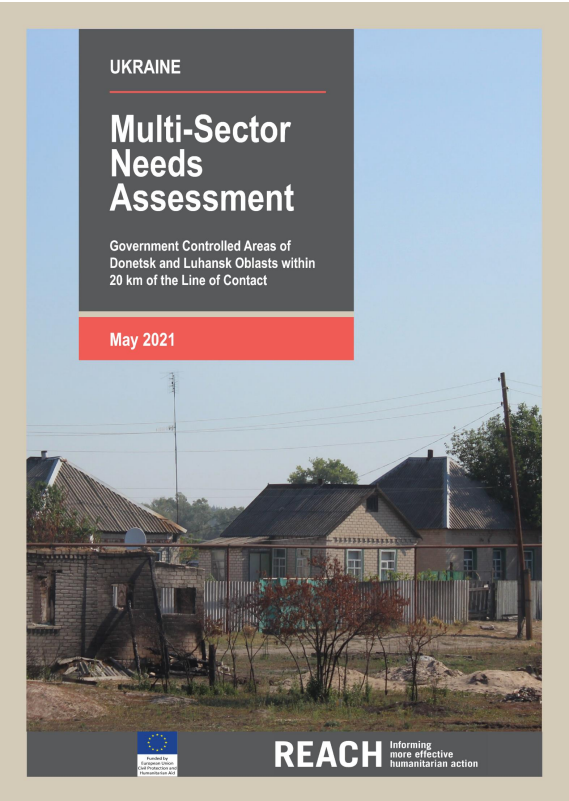 UKRAINE
Multi-Sector
Needs
Assessment
Government Controlled Areas of
Donetsk and Luhansk Oblasts within
20 km of the Line of Contact
May 2021
Funded by
European Union
Civil Protection and
Humanitarian Aid
REACH
Informing
more effective
humanitarian action